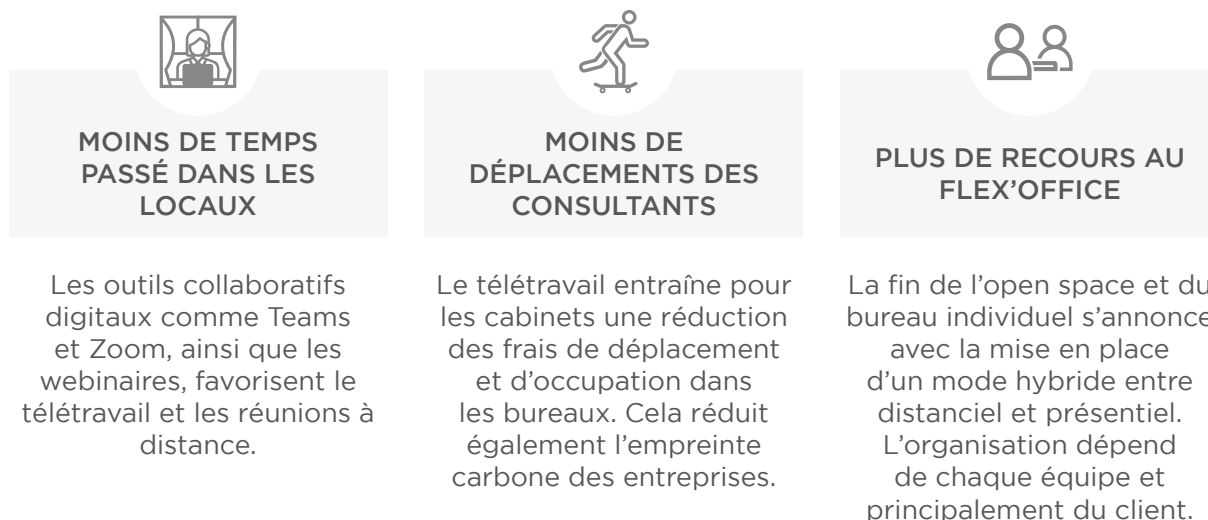 MOINS DE TEMPS
PASSÉ DANS LES
LOCAUX
Les outils collaboratifs
digitaux comme Teams
et Zoom, ainsi que les
webinaires, favorisent le
télétravail et les réunions à
distance.
MOINS DE
DÉPLACEMENTS DES
CONSULTANTS
Le télétravail entraîne pour
les cabinets une réduction
des frais de déplacement
et d’occupation dans
les bureaux. Cela réduit
également l’empreinte
carbone des entreprises.
PLUS DE RECOURS AU
FLEX’OFFICE
La fin de l’open space et du
bureau individuel s’annonce
avec la mise en place
d’un mode hybride entre
distanciel et présentiel.
L’organisation dépend
de chaque équipe et
principalement du client.